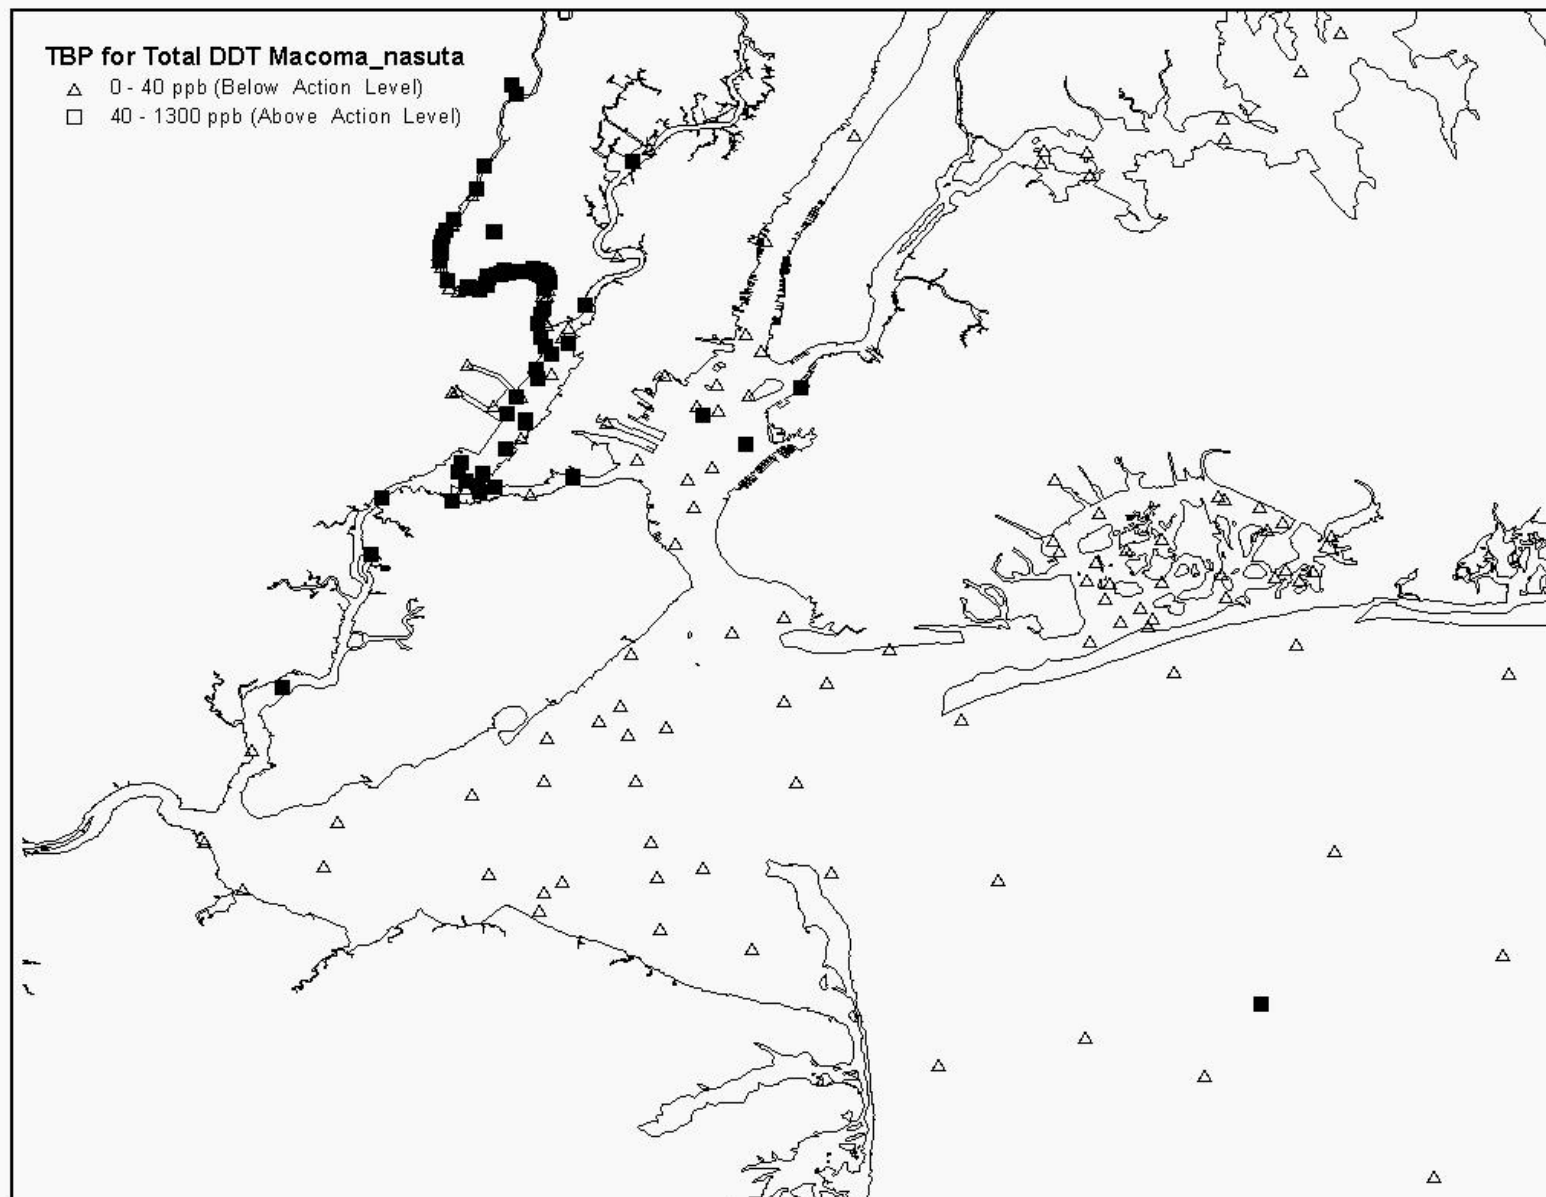 TBP for Total DDT Macoma_nasuta
0 - 40 ppb (Below Action Level)
40 - 1300 ppb (Above Action Level)